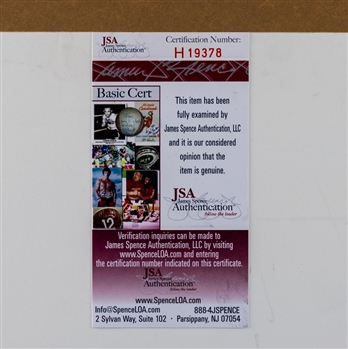 JSA
James Spence
Authentication
Certification Number:
H 19378
James Spence
Basic Cert
This item has been
fully examined by
James Spence Authentication, LLC
and it is our considered
opinion that the
item is genuine.
JSA
James Spence
Authentication
follow the leader
Verification inquiries can be made to
James Spence Authentication, LLC by visiting
www.SpenceLOA.com and entering
the certification number indicated on this certificate.
JSA
Authentication
follow the leader
www.SpenceLOA.com
Info@SpenceLOA.com 888-4JSPENCE
2 Sylvan Way, Suite 102 · Parsippany, NJ 07054